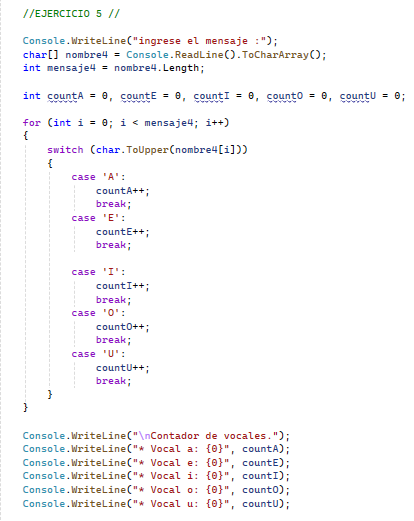 //EJERCICIO 5 //
Console.WriteLine("ingrese el mensaje :");
char[] nombre4 = Console.ReadLine().ToCharArray();
int mensaje4 = nombre4.Length;
int countA = 0, countE = 0, countI = 0, countO = 0, countU = 0;
for (int i = 0; i < mensaje4; i++)
{
switch (char.ToUpper(nombre4[i]))
{
case 'A':
countA++;
break;
case 'E':
countE++;
break;
case 'I':
countI++;
break;
case 'O':
countO++;
break;
case 'U':
countU++;
break;
}
}
Console.WriteLine("\nContador de vocales.");
Console.WriteLine("* Vocal a: {0}", countA);
Console.WriteLine("* Vocal e: {0}", countE);
Console.WriteLine("* Vocal i: {0}", countI);
Console.WriteLine("* Vocal o: {0}", countO);
Console.WriteLine("* Vocal u: {0}", countU);